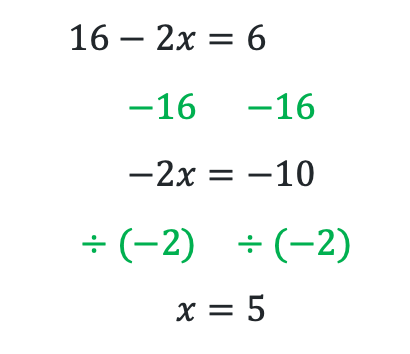 16 − 2x = 6
−16 −16
−2x = −10
÷ (−2) ÷ (−2)
x = 5